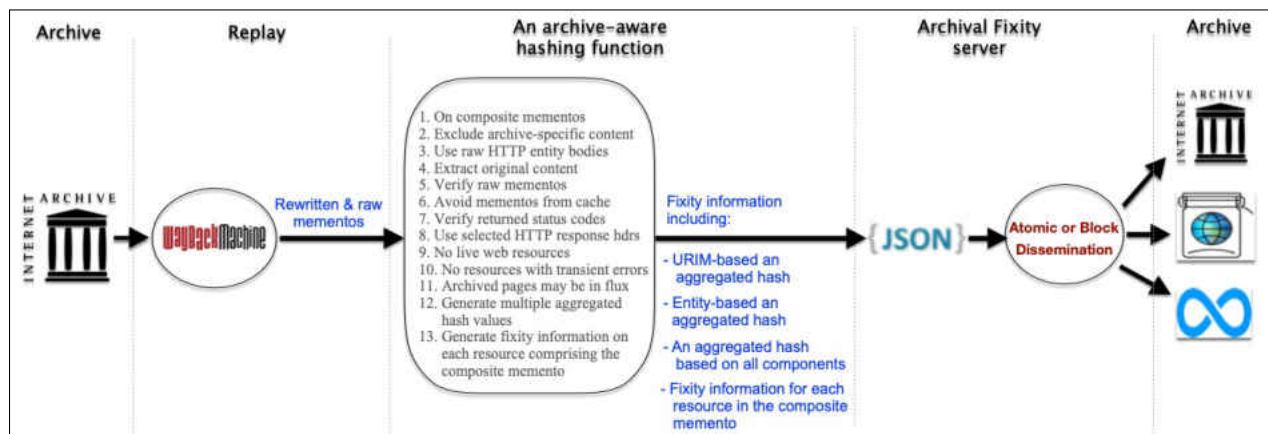 Archive
Replay
An archive-aware
hashing function
Archival Fixity
server
Archive
INTERNET
ARCHIVE
WayBackMachine
Rewritten & raw
mementos
1. On composite mementos
2. Exclude archive-specific content
3. Use raw HTTP entity bodies
4. Extract original content
5. Verify raw mementos
6. Avoid mementos from cache
7. Verify returned status codes
8. Use selected HTTP response hdrs
9. No live web resources
10. No resources with transient errors
11. Archived pages may be in flux
12. Generate multiple aggregated
hash values
13. Generate fixity information on
each resource comprising the
composite memento
Fixity information
including:
- URIM-based an
aggregated hash
- Entity-based an
aggregated hash
- An aggregated hash
based on all components
- Fixity information for each
resource in the composite
memento
{JSON}
Atomic or Block
Dissemination
INTERNET
ARCHIVE